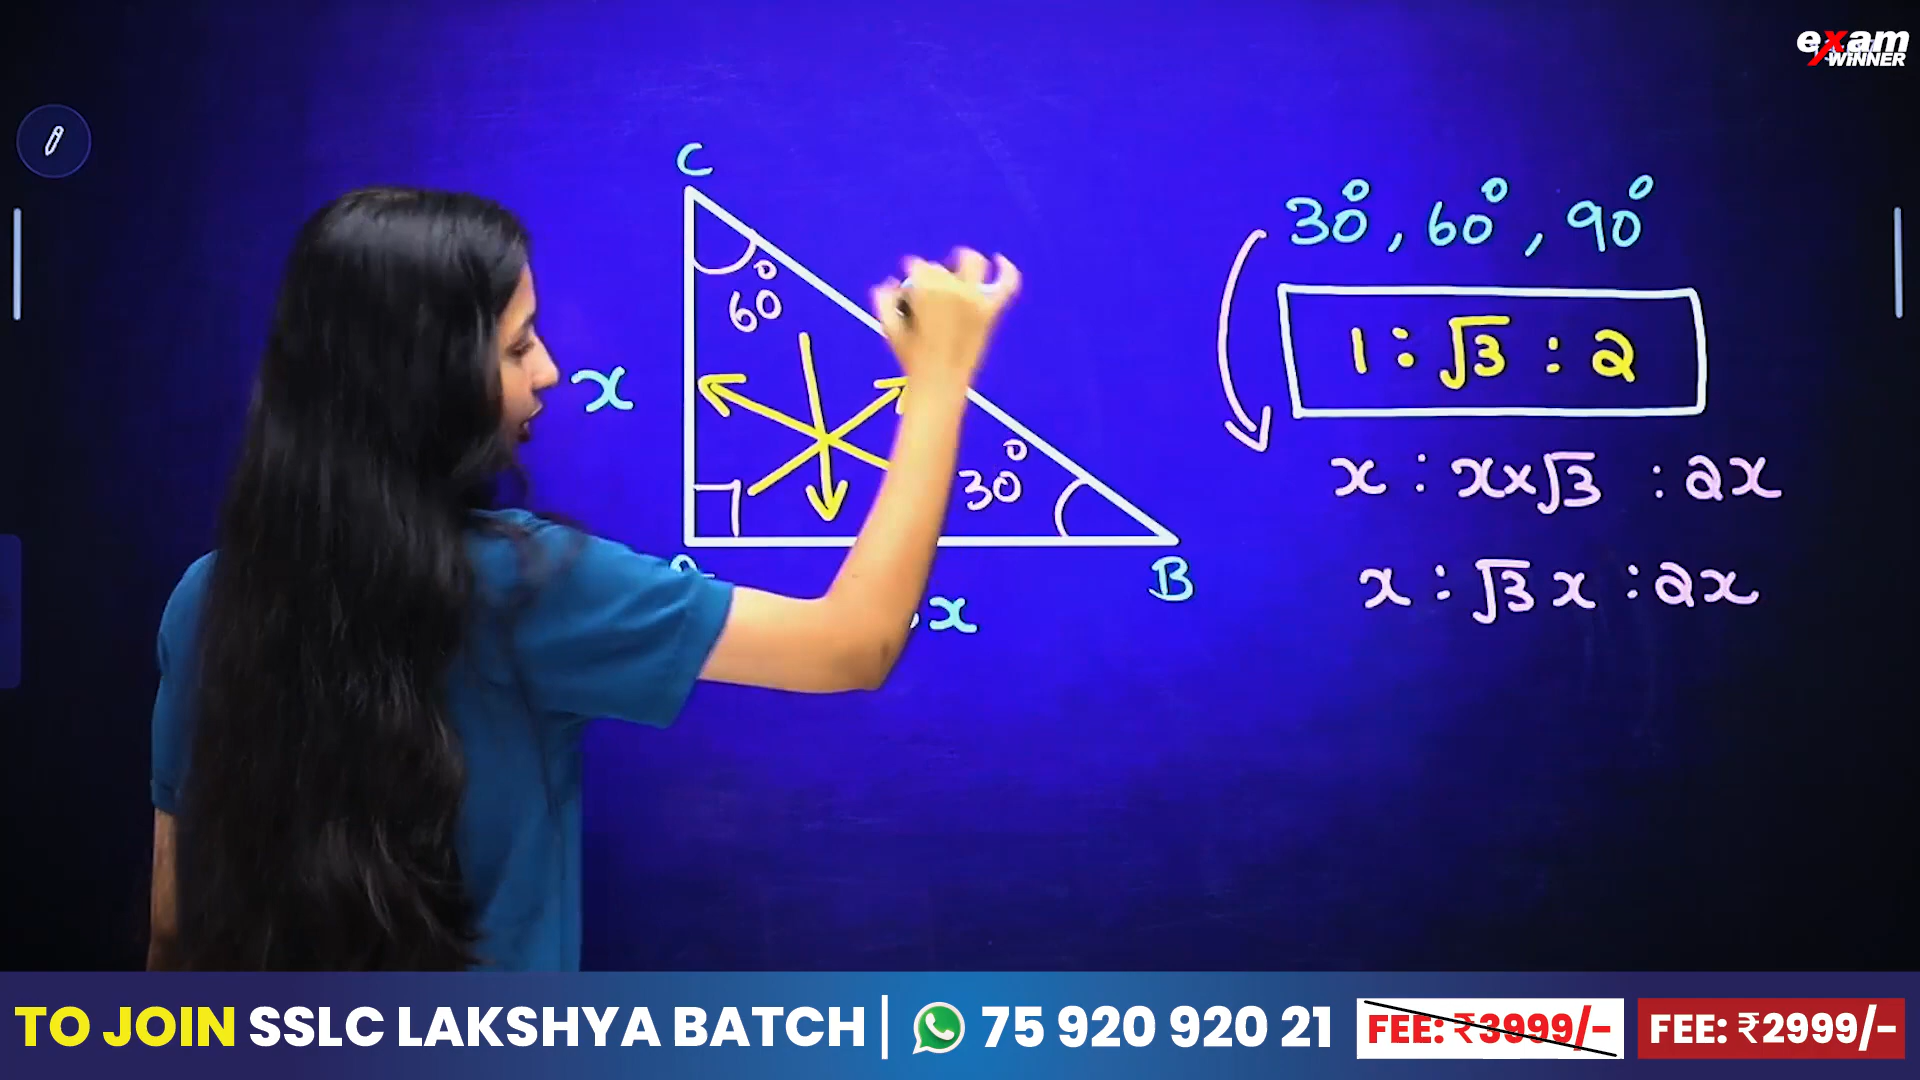 exam
WINNER
C
30°, 60°, 90°
60°
1 : √3 : 2
x
30°
x : x×√3 : 2x
B
x
x : √3 x : 2x
TO JOIN SSLC LAKSHYA BATCH | 75 920 920 21 FEE: ₹3999/- FEE: ₹2999/-